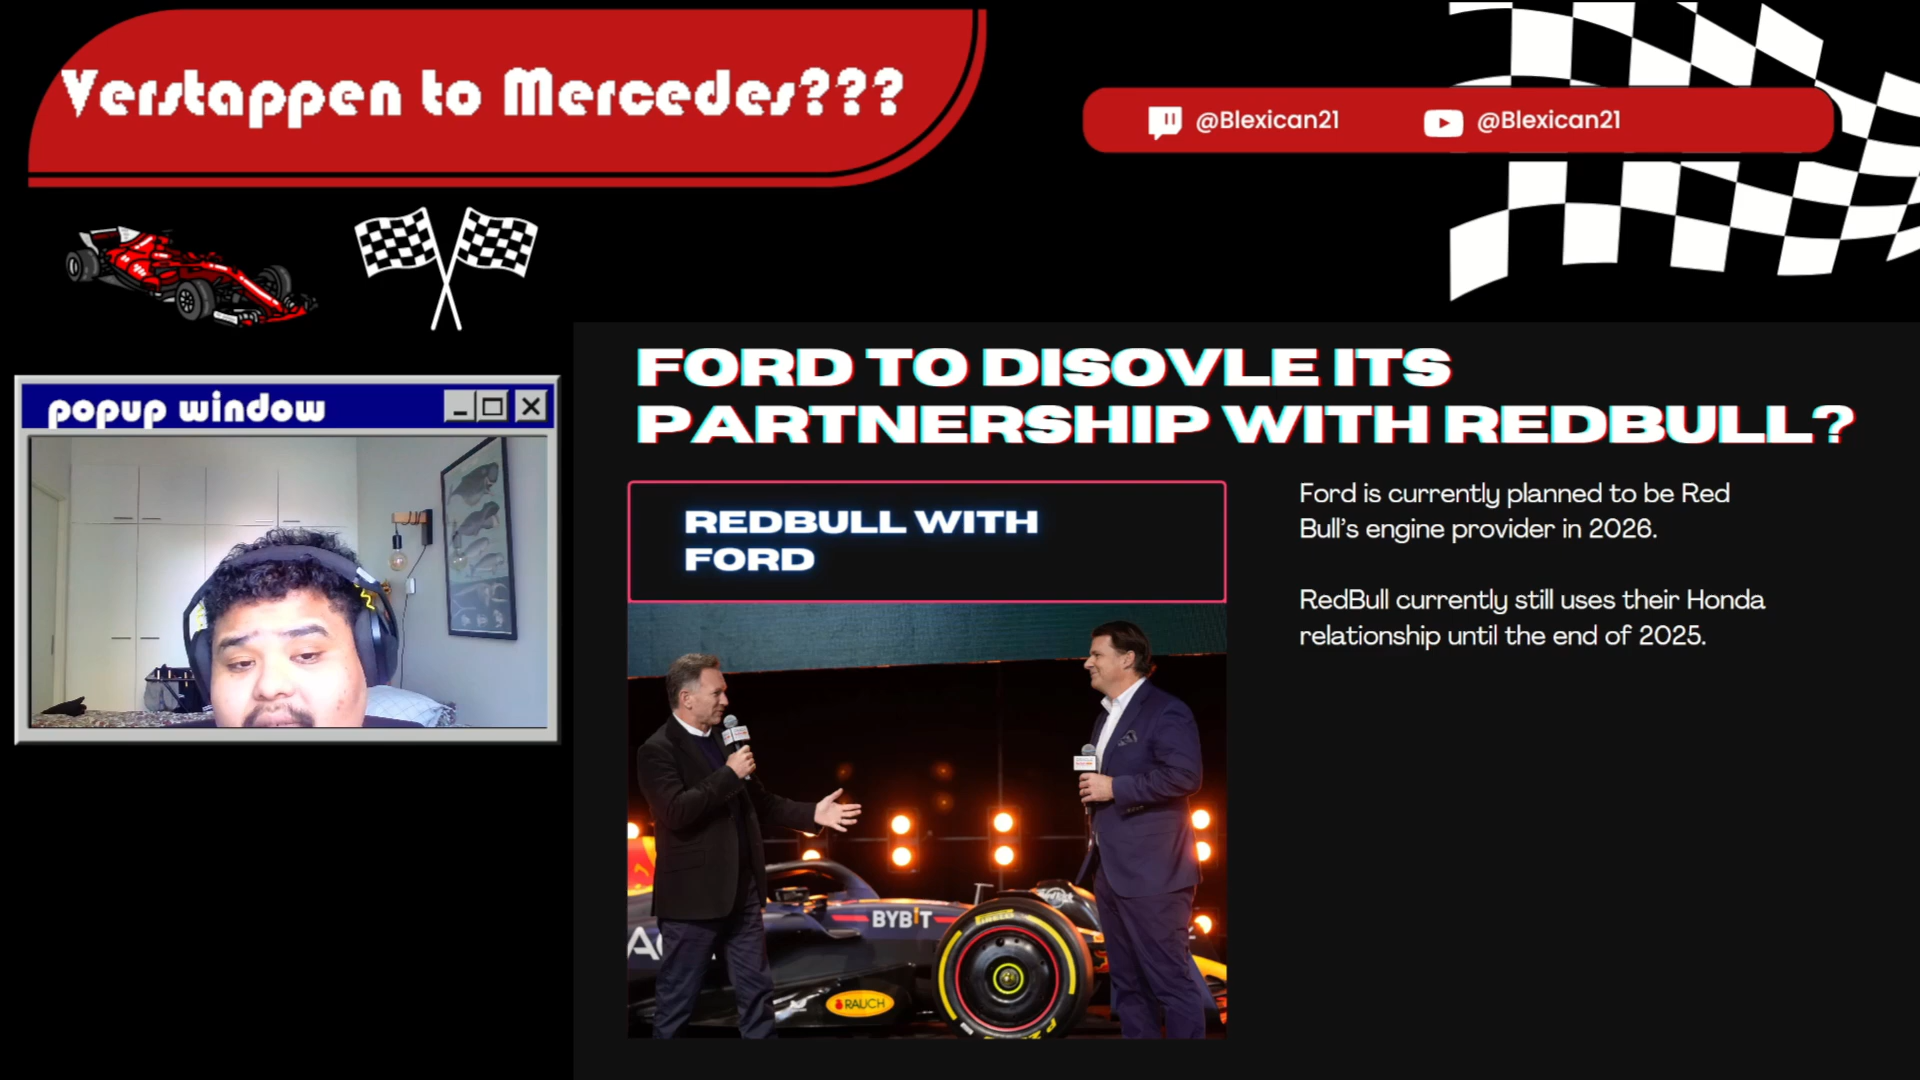 Verstappen to Mercedes???
@Blexican21
@Blexican21
popup window
FORD TO DISOVLE ITS
PARTNERSHIP WITH REDBULL?
REDBULL WITH
FORD
Ford is currently planned to be Red
Bull's engine provider in 2026.
RedBull currently still uses their Honda
relationship until the end of 2025.
BYBIT
RAUCH